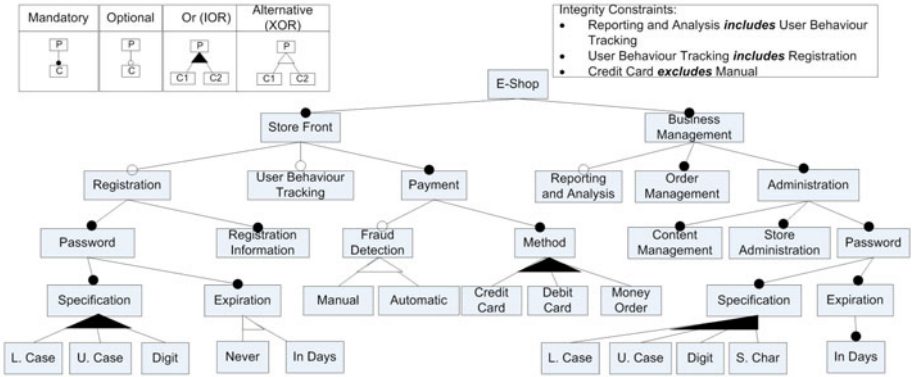 Mandatory
Optional
Or (IOR)
Alternative
(XOR)
P
C
P
C
P
C1
C2
P
C1
C2
Integrity Constraints:
• Reporting and Analysis includes User Behaviour
Tracking
• User Behaviour Tracking includes Registration
• Credit Card excludes Manual
E-Shop
Store Front
Business
Management
Registration
User Behaviour
Tracking
Payment
Reporting
and Analysis
Order
Management
Administration
Password
Registration
Information
Fraud
Detection
Method
Content
Management
Store
Administration
Password
Specification
Expiration
Manual
Automatic
Credit
Card
Debit
Card
Money
Order
Specification
Expiration
L. Case
U. Case
Digit
Never
In Days
L. Case
U. Case
Digit
S. Char
In Days